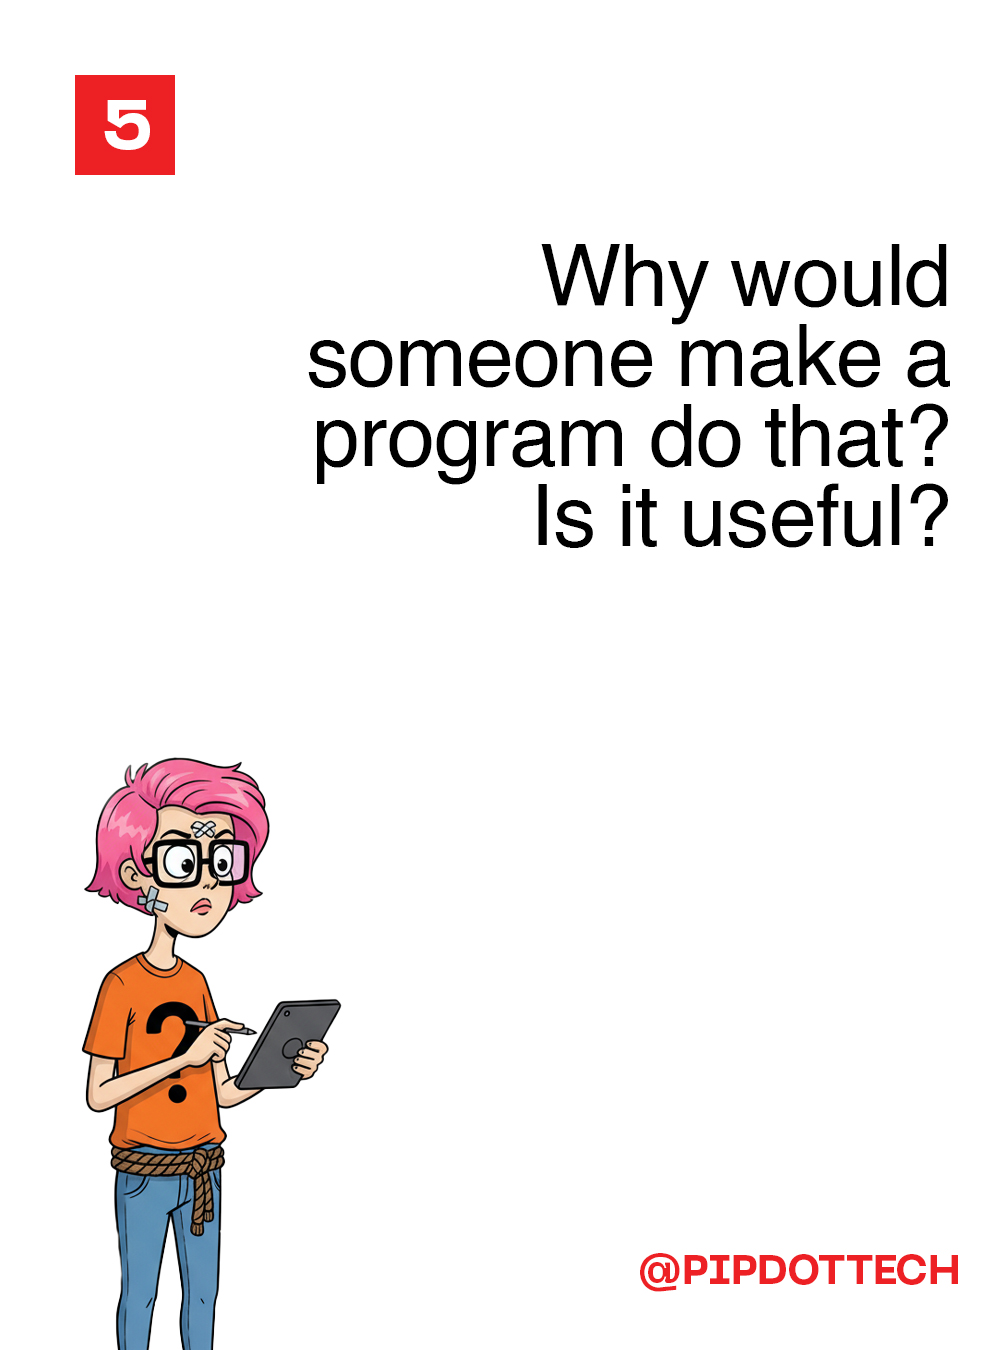 5
Why would
someone make a
program do that?
Is it useful?
?
@PIPDOTTECH